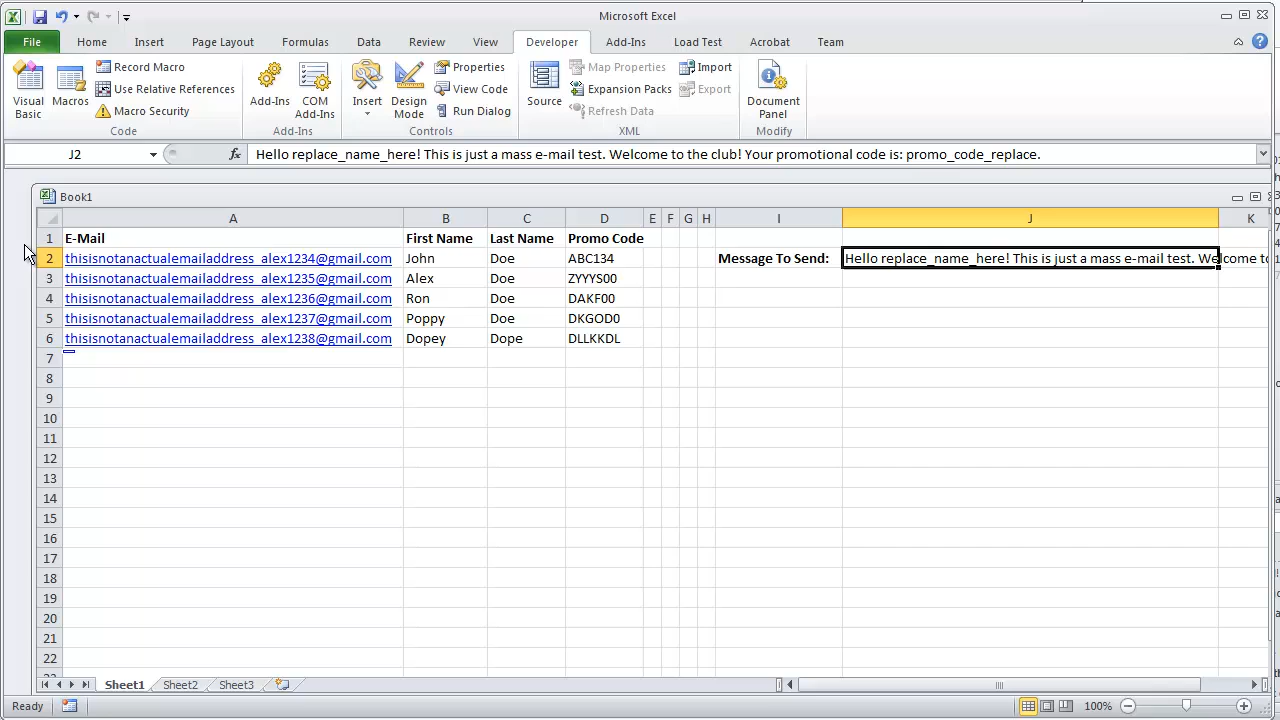 Microsoft Excel
File Home Insert Page Layout Formulas Data Review View Developer Add-Ins Load Test Acrobat Team
Visual Basic
Macros
Record Macro
Use Relative References
Macro Security
Code
Add-Ins
COM Add-Ins
Add-Ins
Insert
Design Mode
Properties
View Code
Run Dialog
Controls
Source
Map Properties
Expansion Packs
Refresh Data
Import
Export
XML
Document Panel
Modify
J2 fx Hello replace_name_here! This is just a mass e-mail test. Welcome to the club! Your promotional code is: promo_code_replace.
Book1
A B C D E F G H I J K
1 E-Mail First Name Last Name Promo Code
2 thisisnotanactualemailaddress_alex1234@gmail.com John Doe ABC134 Message To Send: Hello replace_name_here! This is just a mass e-mail test. Welcome to
3 thisisnotanactualemailaddress_alex1235@gmail.com Alex Doe ZYYYS00
4 thisisnotanactualemailaddress_alex1236@gmail.com Ron Doe DAKF00
5 thisisnotanactualemailaddress_alex1237@gmail.com Poppy Doe DKGOD0
6 thisisnotanactualemailaddress_alex1238@gmail.com Dopey Dope DLLKKDL
7
8
9
10
11
12
13
14
15
16
17
18
19
20
21
22
Sheet1 Sheet2 Sheet3
Ready 100%